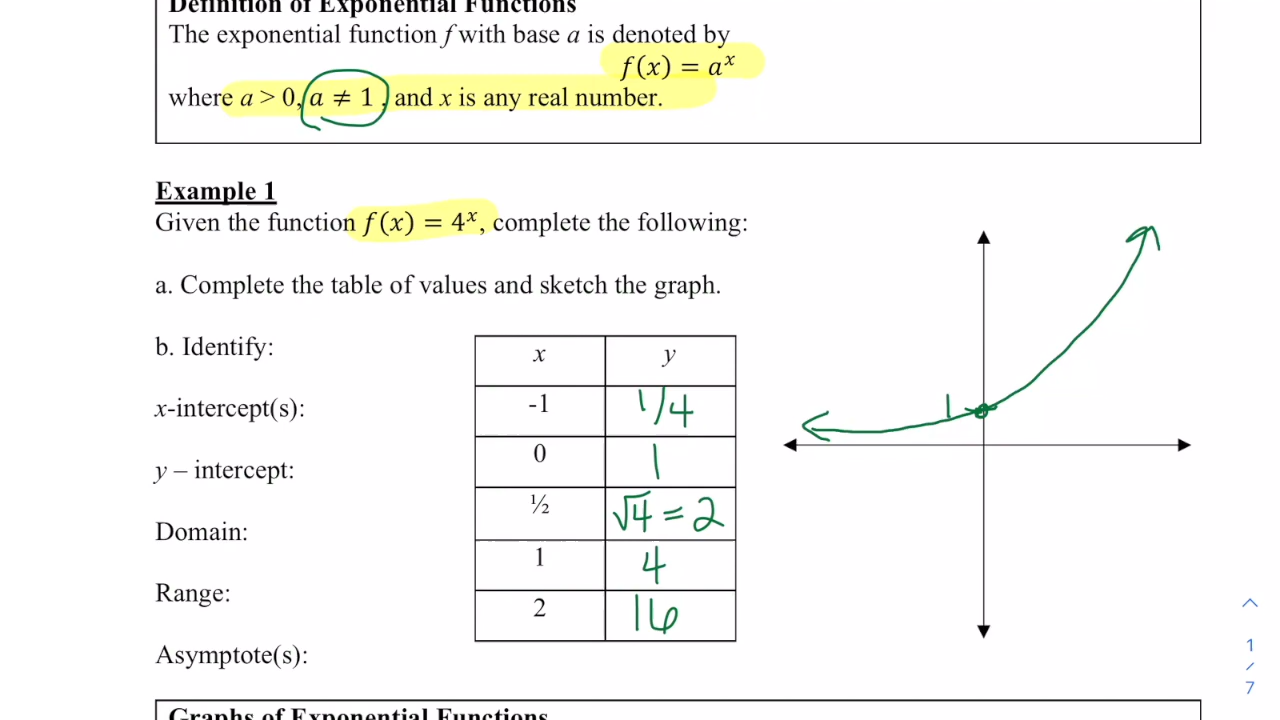 Definition of Exponential Functions
The exponential function f with base a is denoted by
f(x) = aˣ
where a > 0, a ≠ 1, and x is any real number.
Example 1
Given the function f(x) = 4ˣ, complete the following:
a. Complete the table of values and sketch the graph.
b. Identify:
x y
-1 1/4
x-intercept(s):
1
0 1
y – intercept:
½ √4 = 2
Domain:
1 4
Range:
2 16
Asymptote(s):
1
/
7
Graphs of Exponential Functions